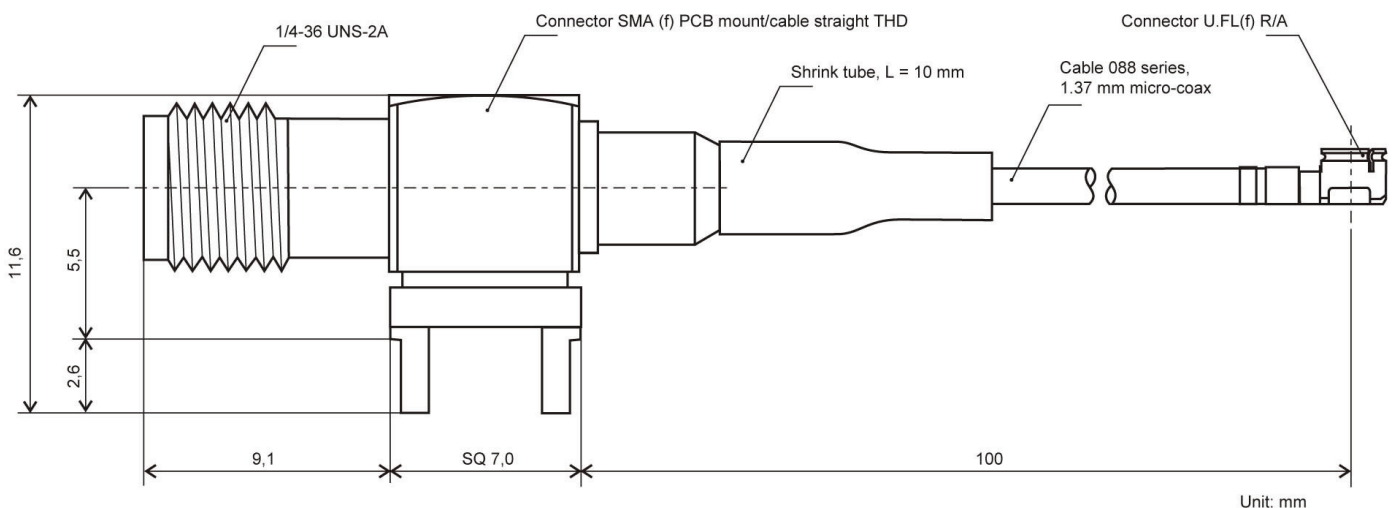 Connector SMA (f) PCB mount/cable straight THD
Connector U.FL(f) R/A
1/4-36 UNS-2A
Shrink tube, L = 10 mm
Cable 088 series,
1.37 mm micro-coax
11,6
5,5
2,6
9,1
SQ 7,0
100
Unit: mm